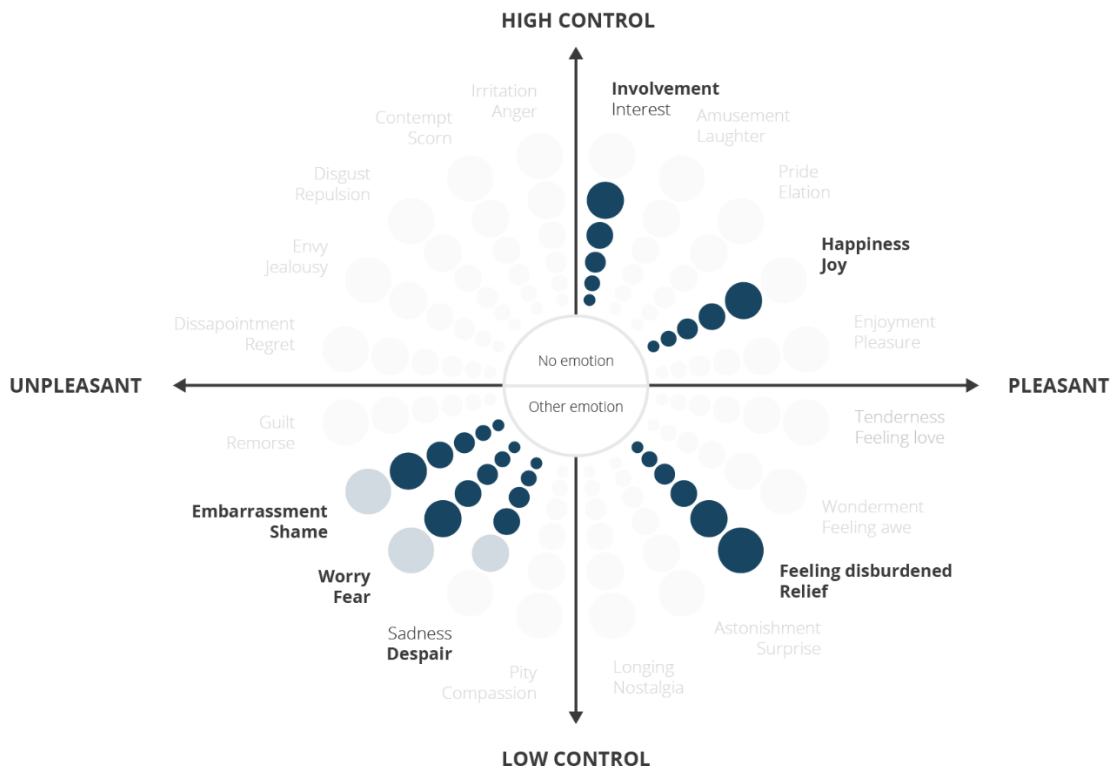 HIGH CONTROL
Involvement
Interest
Irritation
Anger
Amusement
Laughter
Contempt
Scorn
Pride
Elation
Disgust
Repulsion
Happiness
Joy
Envy
Jealousy
Dissapointment
Regret
Enjoyment
Pleasure
No emotion
UNPLEASANT
PLEASANT
Other emotion
Guilt
Remorse
Tenderness
Feeling love
Embarrassment
Shame
Wonderment
Feeling awe
Worry
Fear
Feeling disburdened
Relief
Sadness
Despair
Astonishment
Surprise
Pity
Compassion
Longing
Nostalgia
LOW CONTROL